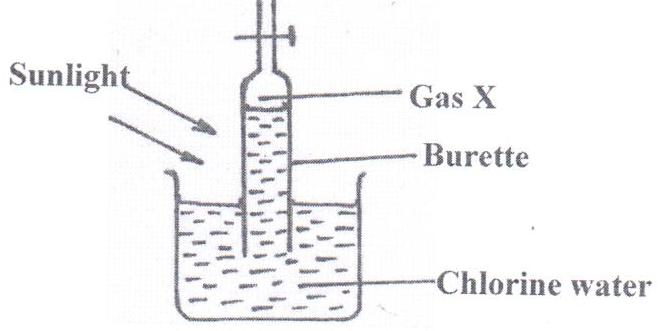 Sunlight
Gas X
Burette
Chlorine water